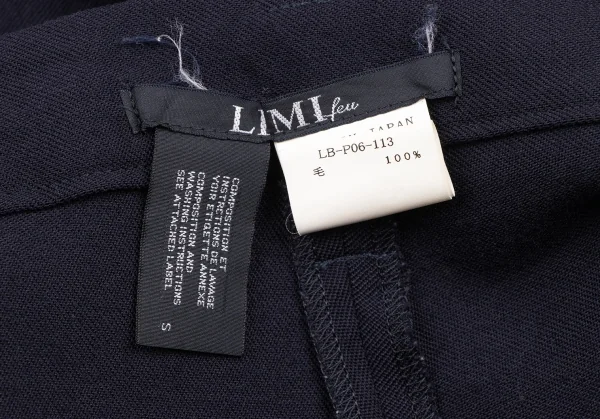 LIMI feu
JAPAN
LB-P06-113
毛 100%
COMPOSITION ET
INSTRUCTIONS DE LAVAGE
VOIR ETIQUETTE ANNEXE
COMPOSITION AND
WASHING INSTRUCTIONS
SEE ATTACHED LABEL
S